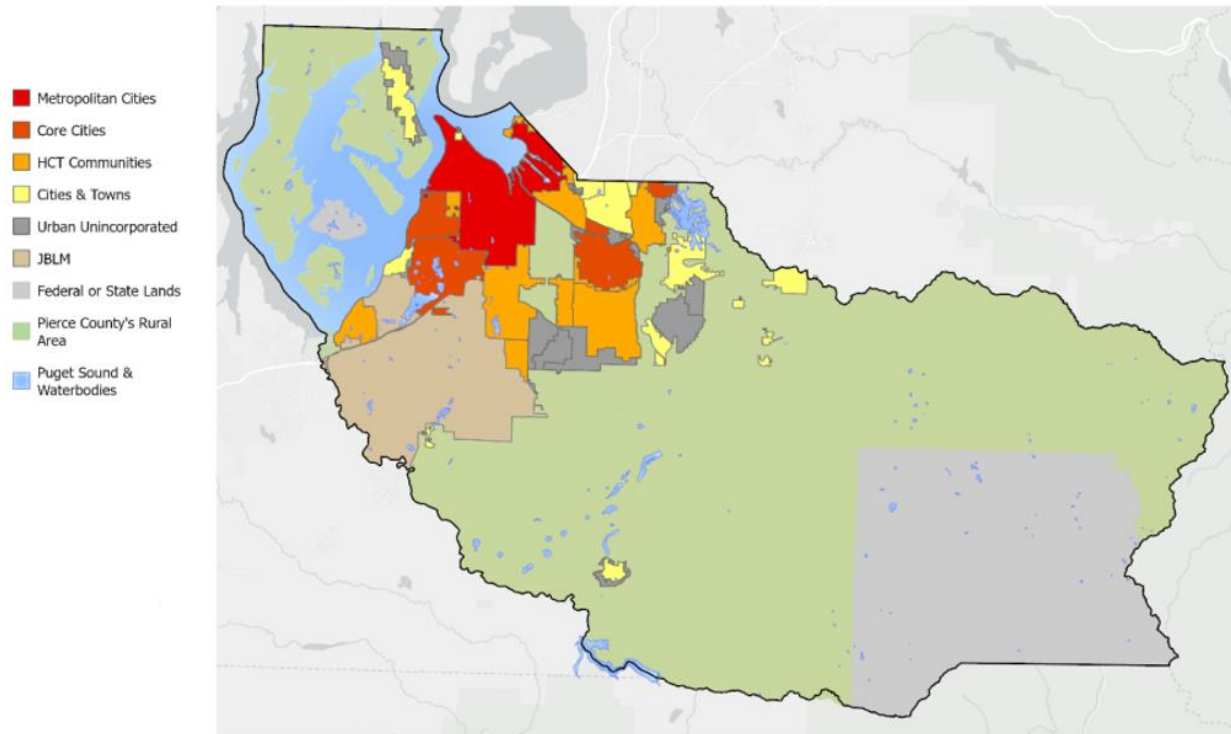 Metropolitan Cities
Core Cities
HCT Communities
Cities & Towns
Urban Unincorporated
JBLM
Federal or State Lands
Pierce County's Rural
Area
Puget Sound &
Waterbodies